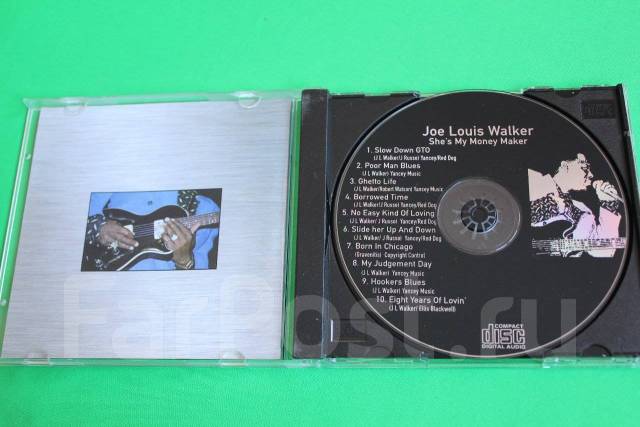 Joe Louis Walker
She's My Money Maker
1. Slow Down GTO
(J L Walker/J Russo) Yancey/Red Dog
2. Poor Man Blues
(J L Walker) Yancey Music
3. Ghetto Life
(J L Walker/Robert Watson) Yancey Music
4. Borrowed Time
(J L Walker/J Russo) Yancey/Red Dog
5. No Easy Kind Of Loving
(J L Walker/ J Russo) Yancey/Red Dog
6. Slide her Up And Down
(J L Walker/ J Russo) Yancey/Red Dog
7. Born In Chicago
(Gravenitis) Copyright Control
8. My Judgement Day
(J L Walker) Yancey Music
9. Hookers Blues
(J L Walker) Yancey Music
10. Eight Years Of Lovin'
(J L Walker/ Ellis Blackwell)
COMPACT
disc
DIGITAL AUDIO
FarPost.ru